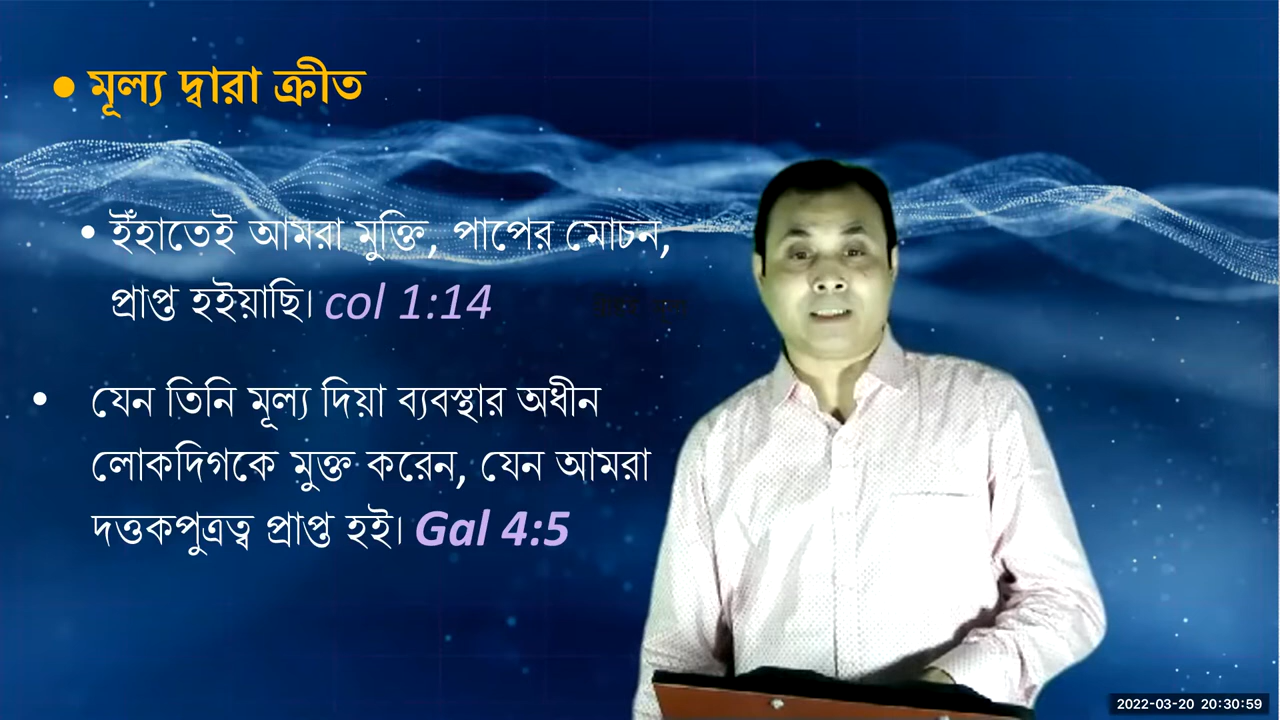 • মূল্য দ্বারা ক্রীত
• ইঁহাতেই আমরা মুক্তি, পাপের মোচন,
প্রাপ্ত হইয়াছি। col 1:14
• যেন তিনি মূল্য দিয়া ব্যবস্থার অধীন
লোকদিগকে মুক্ত করেন, যেন আমরা
দত্তকপুত্রত্ব প্রাপ্ত হই। Gal 4:5
2022-03-20 20:30:59